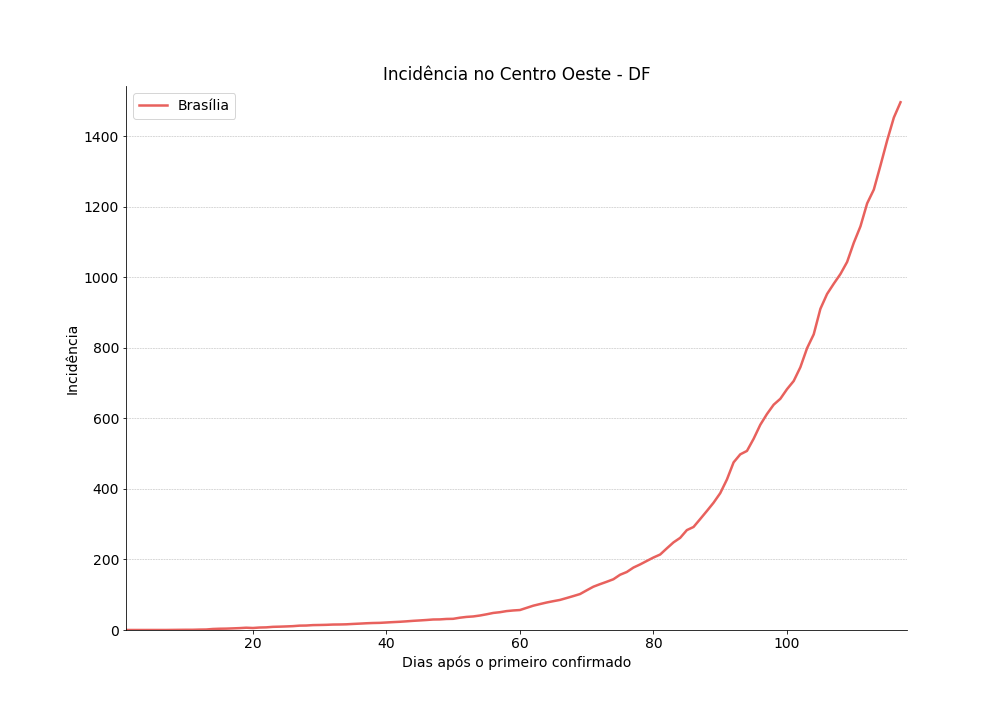 Incidência no Centro Oeste - DF
Brasília
1400
1200
1000
800
600
400
200
0
Incidência
20 40 60 80 100
Dias após o primeiro confirmado